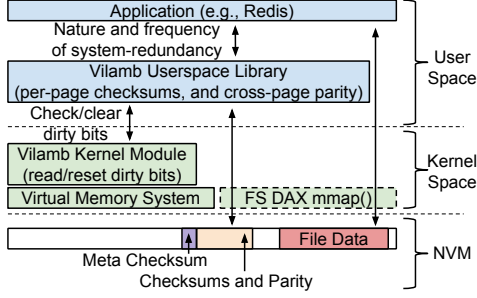 Application (e.g., Redis)
Nature and frequency
of system-redundancy
Vilamb Userspace Library
(per-page checksums, and cross-page parity)
User
Space
Check/clear
dirty bits
Vilamb Kernel Module
(read/reset dirty bits)
Virtual Memory System
FS DAX mmap()
Kernel
Space
File Data
Meta Checksum
Checksums and Parity
NVM